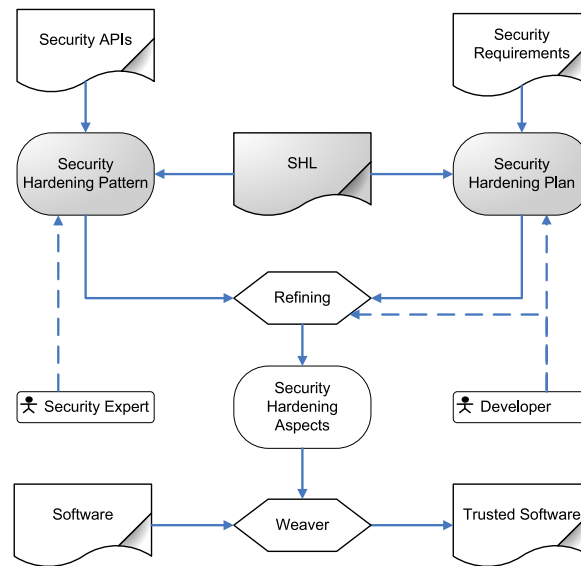 Security APIs
Security
Requirements
Security
Hardening Pattern
SHL
Security
Hardening Plan
Refining
Security
Hardening
Aspects
Security Expert
Developer
Software
Weaver
Trusted Software